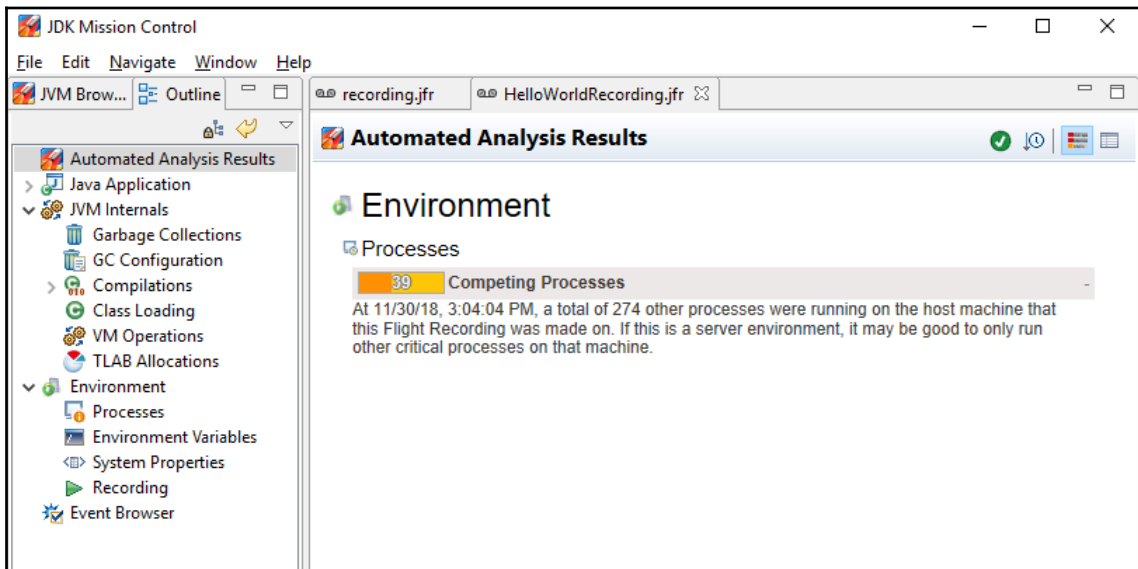 JDK Mission Control
File Edit Navigate Window Help
JVM Brow... Outline
Automated Analysis Results
Java Application
JVM Internals
Garbage Collections
GC Configuration
Compilations
Class Loading
VM Operations
TLAB Allocations
Environment
Processes
Environment Variables
System Properties
Recording
Event Browser
recording.jfr HelloWorldRecording.jfr
Automated Analysis Results
Environment
Processes
39 Competing Processes -
At 11/30/18, 3:04:04 PM, a total of 274 other processes were running on the host machine that
this Flight Recording was made on. If this is a server environment, it may be good to only run
other critical processes on that machine.